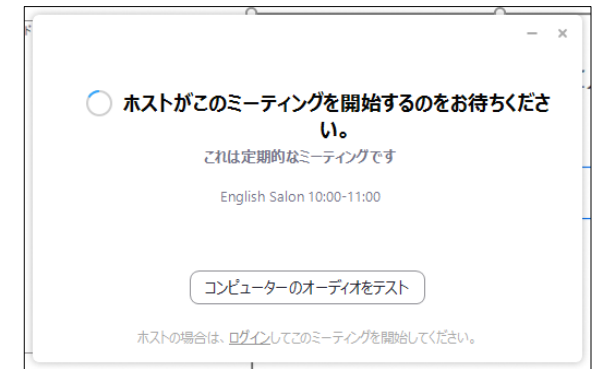 ホストがこのミーティングを開始するのをお待ちくださ
い。
これは定期的なミーティングです
English Salon 10:00-11:00
コンピューターのオーディオをテスト
ホストの場合は、ログインしてこのミーティングを開始してください。